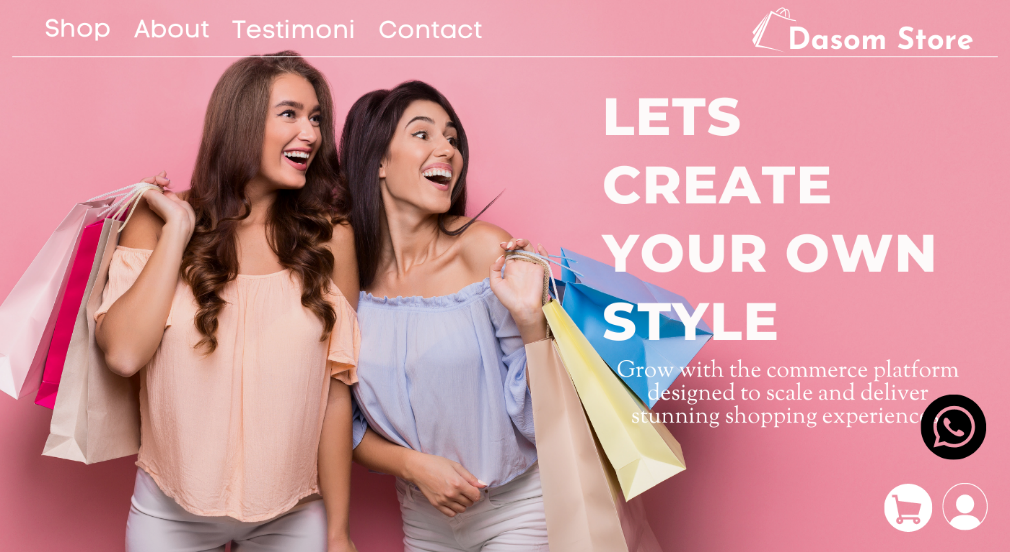 Shop About Testimoni Contact
Dasom Store
LETS
CREATE
YOUR OWN
STYLE
Grow with the commerce platform
designed to scale and deliver
stunning shopping experience